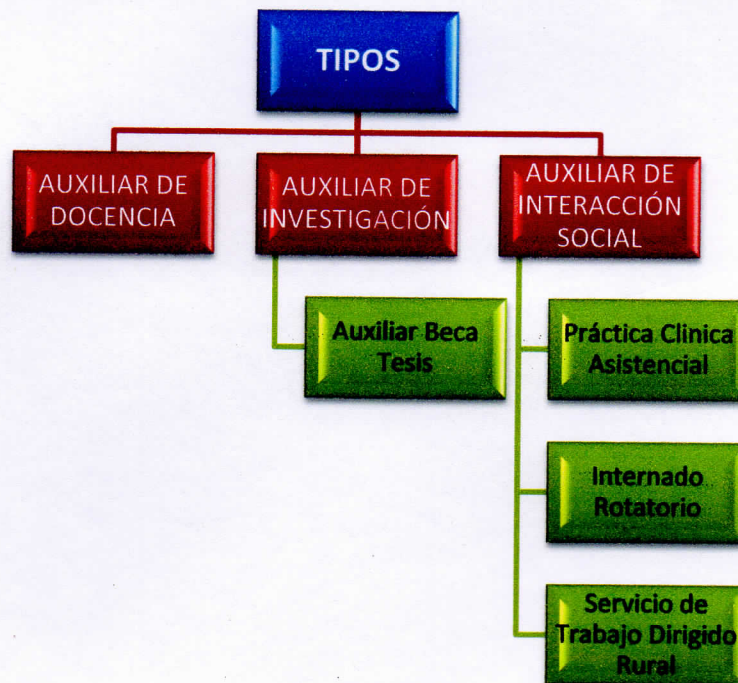 TIPOS
AUXILIAR DE
DOCENCIA
AUXILIAR DE
INVESTIGACIÓN
AUXILIAR DE
INTERACCIÓN
SOCIAL
Auxiliar Beca
Tesis
Práctica Clinica
Asistencial
Internado
Rotatorio
Servicio de
Trabajo Dirigido
Rural